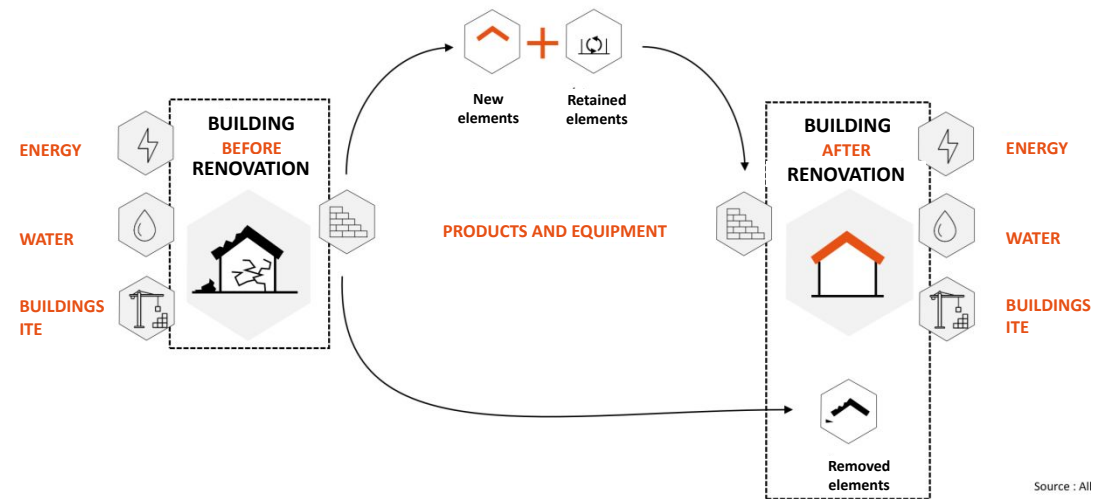 New
elements
Retained
elements
BUILDING
BEFORE
RENOVATION
ENERGY
WATER
BUILDINGS
ITE
PRODUCTS AND EQUIPMENT
BUILDING
AFTER
RENOVATION
ENERGY
WATER
BUILDINGS
ITE
Removed
elements
Source : All